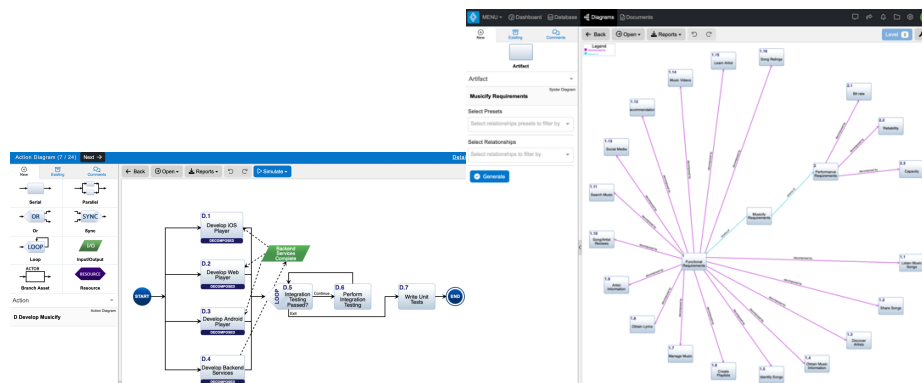 MENU
Dashboard
Database
Diagrams
Documents
New
Existing
Comments
Back
Open
Reports
Level
Artifact
Artifact
Spider Diagram
Musicify Requirements
Select Presets
Select relationships presets to filter by
Select Relationships
Select relationships to filter by
Generate
Legend
1.16
Song Ratings
1.15
Learn Artist
1.14
Music Videos
1.13
1.12
Social Media
1.11
Search Music
1.10
Song/Artist
Reviews
1.9
Artist
Information
1.8
Obtain Lyrics
1.7
Manage Music
1.6
Create
Playlists
1.5
Identify Songs
1.4
Obtain Music
Information
1.3
Discover
Artists
1.2
Share Songs
1.1
Listen Music
Songs
1
Functional
Requirements
Musicify
Requirements
2
Performance
Requirements
2.1
Bit-rate
2.2
Reliability
2.3
Capacity
Action Diagram (7 / 24)
Next
New
Existing
Comments
Back
Open
Reports
Simulate
Serial
Parallel
OR
Or
SYNC
Sync
LOOP
Loop
I/O
Input/Output
ACTOR
Branch Asset
RESOURCE
Resource
Action
Action Diagram
D Develop Musicify
START
D.1
Develop iOS
Player
DECOMPOSED
D.2
Develop Web
Player
DECOMPOSED
D.3
Develop Android
Player
DECOMPOSED
D.4
Develop Backend
Services
DECOMPOSED
Backend
Services
Complete
LOOP
D.5
Integration
Testing
Passed?
Continue
Exit
D.6
Perform
Integration
Testing
D.7
Write Unit
Tests
END